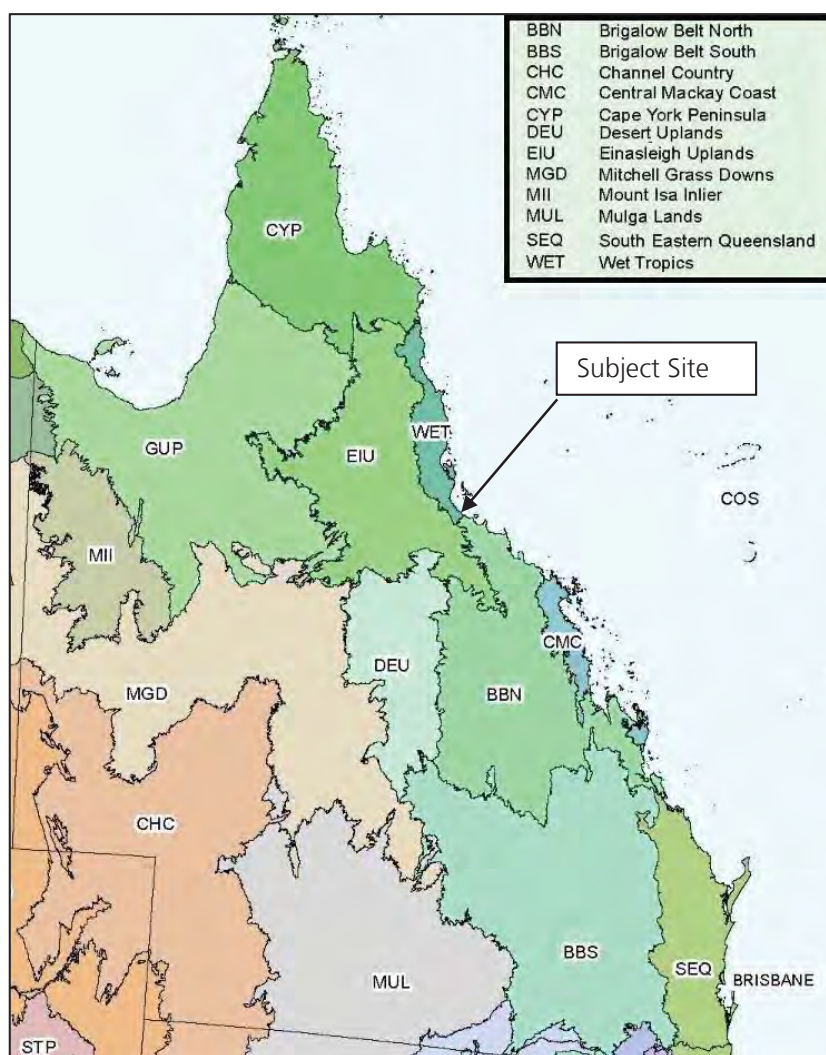 BBN Brigalow Belt North
BBS Brigalow Belt South
CHC Channel Country
CMC Central Mackay Coast
CYP Cape York Peninsula
DEU Desert Uplands
EIU Einasleigh Uplands
MGD Mitchell Grass Downs
MII Mount Isa Inlier
MUL Mulga Lands
SEQ South Eastern Queensland
WET Wet Tropics
CYP
Subject Site
WET
GUP
EIU
COS
MII
CMC
DEU
MGD
BBN
CHC
BBS
SEQ
BRISBANE
MUL
STP